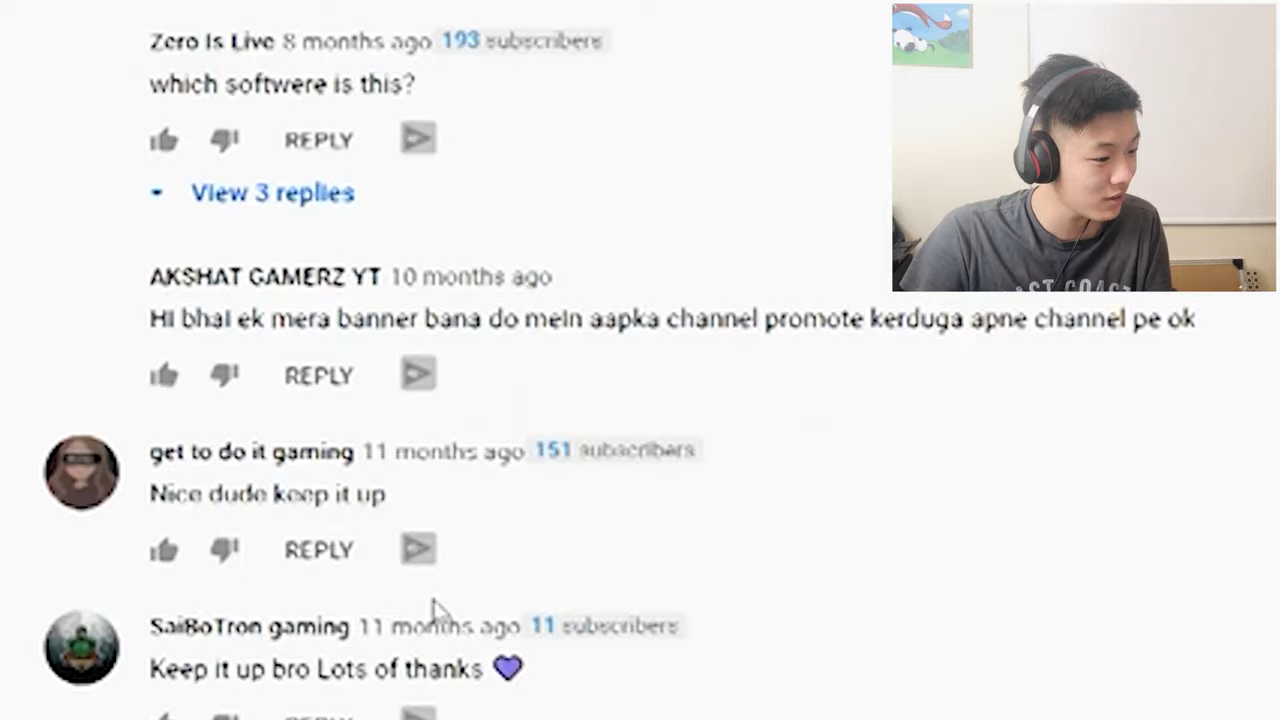 Zero Is Live 8 months ago 193 subscribers
which softwere is this?
REPLY
View 3 replies
AKSHAT GAMERZ YT 10 months ago
HI bhai ek mera banner bana do mein aapka channel promote kerduga apne channel pe ok
REPLY
get to do it gaming 11 months ago 151 subscribers
Nice dude keep it up
REPLY
SaiBoTron gaming 11 months ago 11 subscribers
Keep it up bro Lots of thanks 💜
REPLY
EAST COAST